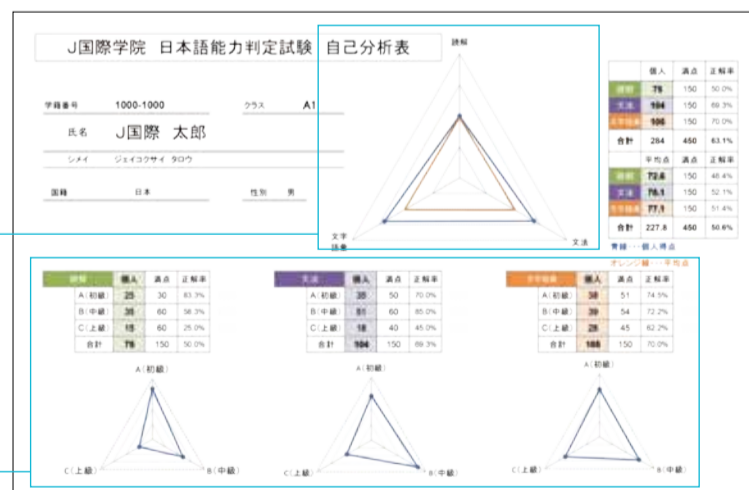 J国際学院 日本語能力判定試験 自己分析表
学籍番号 1000-1000 クラス A1
氏名 J国際 太郎
シメイ ジェイコクサイ タロウ
国籍 日本 性別 男
読解
文字
語彙
文法
個人 満点 正解率
読解 75 150 50.0%
文法 104 150 69.3%
文字語彙 105 150 70.0%
合計 284 450 63.1%
平均点 満点 正解率
読解 72.6 150 48.4%
文法 78.1 150 52.1%
文字語彙 77.1 150 51.4%
合計 227.8 450 50.6%
青線・・・個人得点
オレンジ線・・・平均点
読解 個人 満点 正解率
A(初級) 25 30 83.3%
B(中級) 35 60 58.3%
C(上級) 15 60 25.0%
合計 75 150 50.0%
A(初級)
C(上級)
B(中級)
文法 個人 満点 正解率
A(初級) 35 50 70.0%
B(中級) 51 60 85.0%
C(上級) 18 40 45.0%
合計 104 150 69.3%
A(初級)
C(上級)
B(中級)
文字語彙 個人 満点 正解率
A(初級) 38 51 74.5%
B(中級) 39 54 72.2%
C(上級) 28 45 62.2%
合計 105 150 70.0%
A(初級)
C(上級)
B(中級)